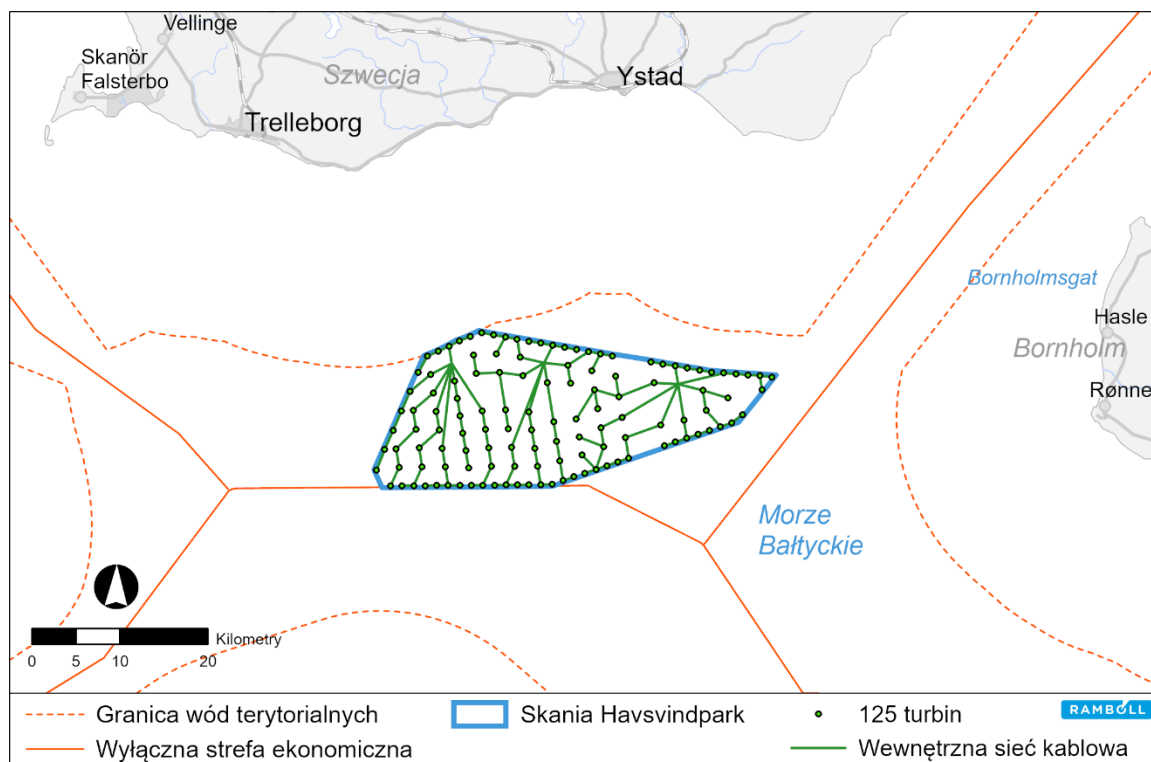 Vellinge
Skanör
Falsterbo
Szwecja
Ystad
Trelleborg
Bornholmsgat
Hasle
Bornholm
Rønne
Morze
Bałtyckie
Kilometry
0 5 10 20
Granica wód terytorialnych
Skania Havsvindpark
125 turbin
RAMBOLL
Wyłączna strefa ekonomiczna
Wewnętrzna sieć kablowa